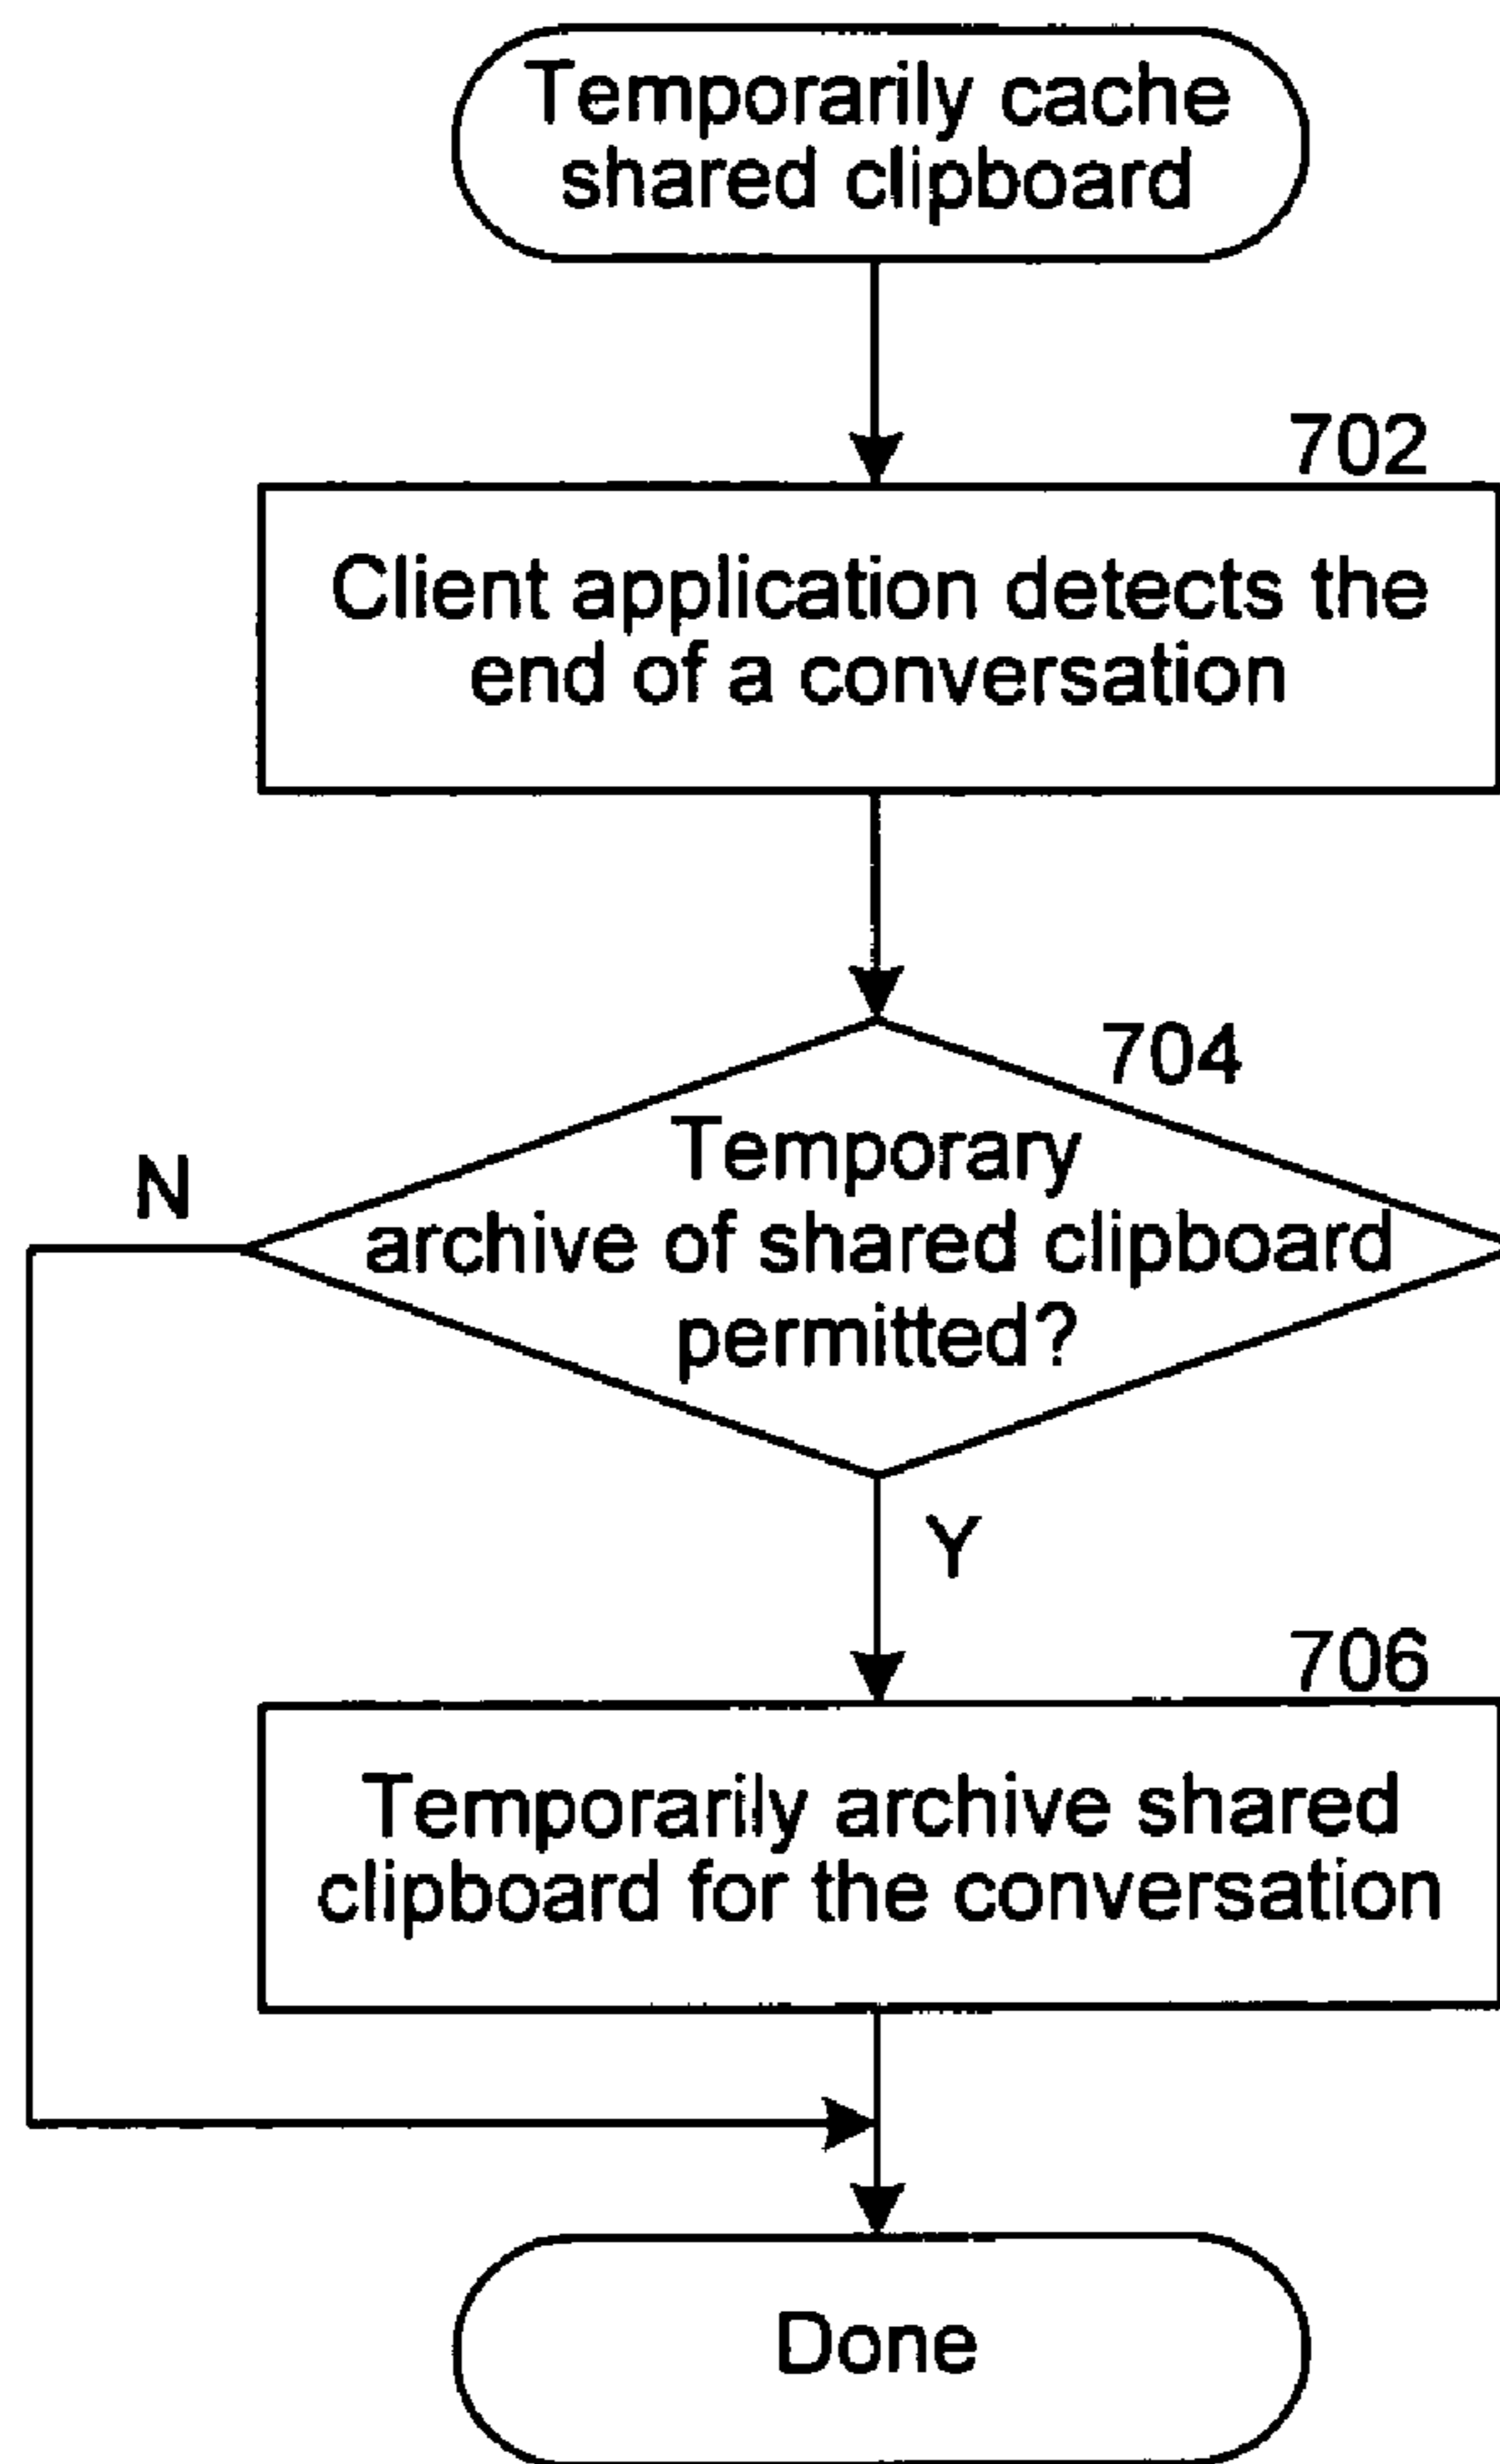 Temporarily cache
shared clipboard
702
Client application detects the
end of a conversation
704
Temporary
archive of shared clipboard
permitted?
N
Y
706
Temporarily archive shared
clipboard for the conversation
Done